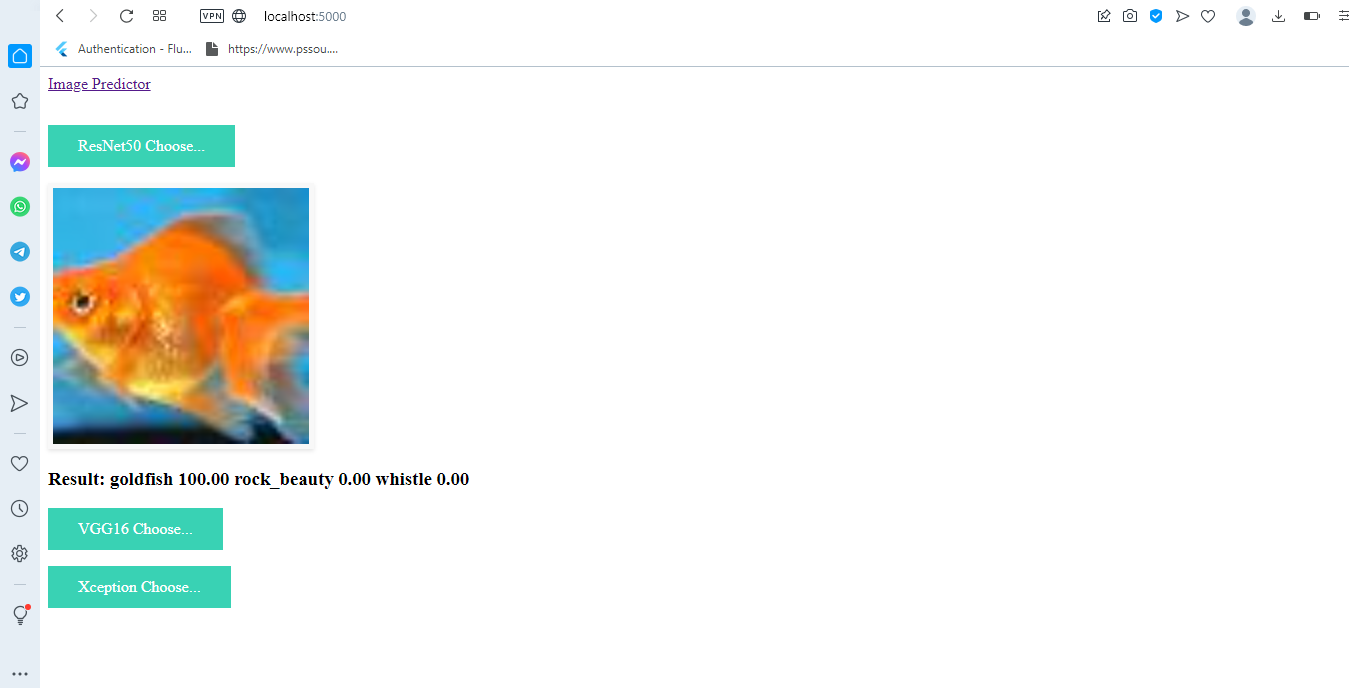 VPN localhost:5000
Authentication - Flu... https://www.pssou....
Image Predictor
ResNet50 Choose...
Result: goldfish 100.00 rock_beauty 0.00 whistle 0.00
VGG16 Choose...
Xception Choose...